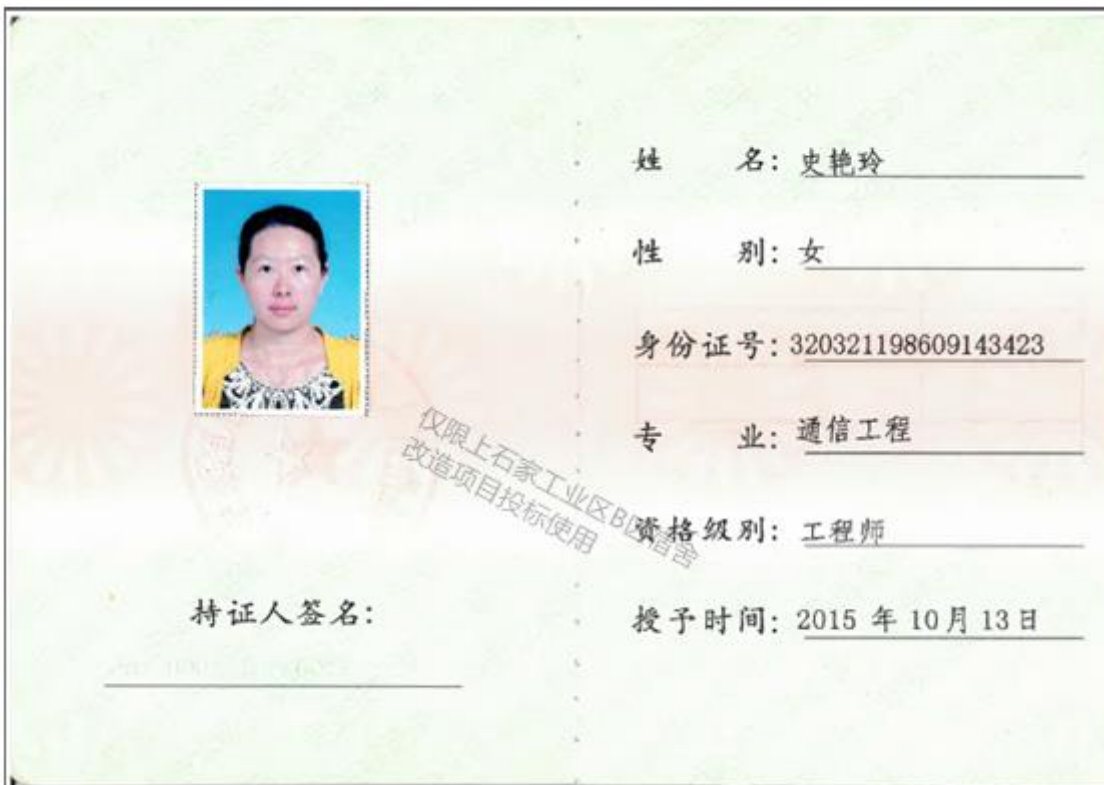 姓 名：史艳玲
性 别：女
身份证号：320321198609143423
专 业：通信工程
资格级别：工程师
授予时间：2015 年 10月 13日
持证人签名：
仅限上石家工业区B区宿舍
改造项目投标使用